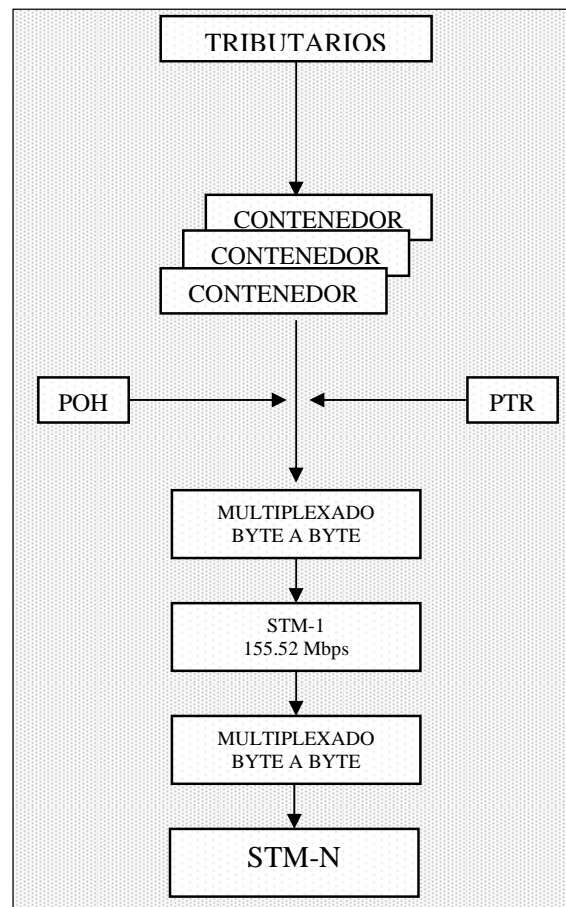 TRIBUTARIOS
CONTENEDOR
CONTENEDOR
CONTENEDOR
POH
PTR
MULTIPLEXADO
BYTE A BYTE
STM-1
155.52 Mbps
MULTIPLEXADO
BYTE A BYTE
STM-N